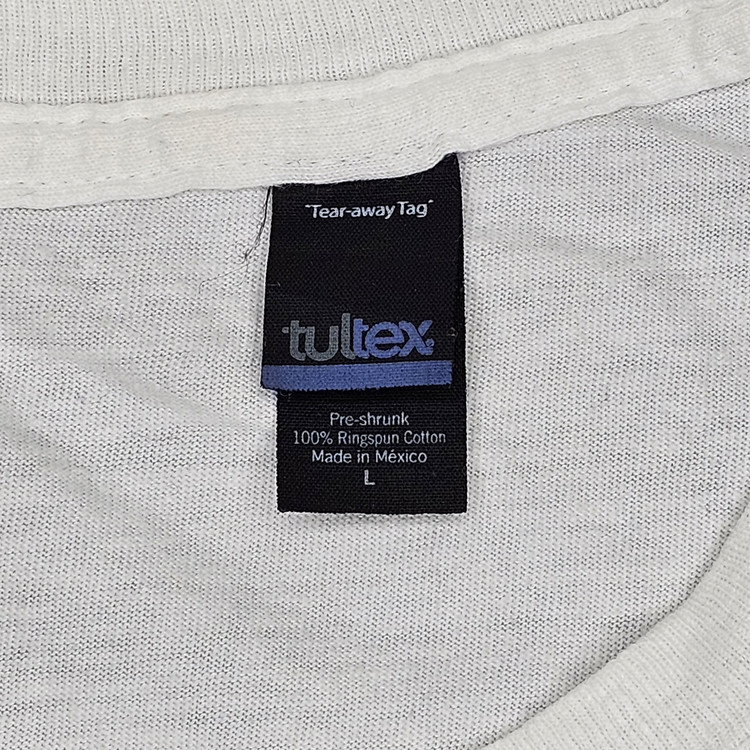 "Tear-away Tag"
tultex®
Pre-shrunk
100% Ringspun Cotton
Made in México
L